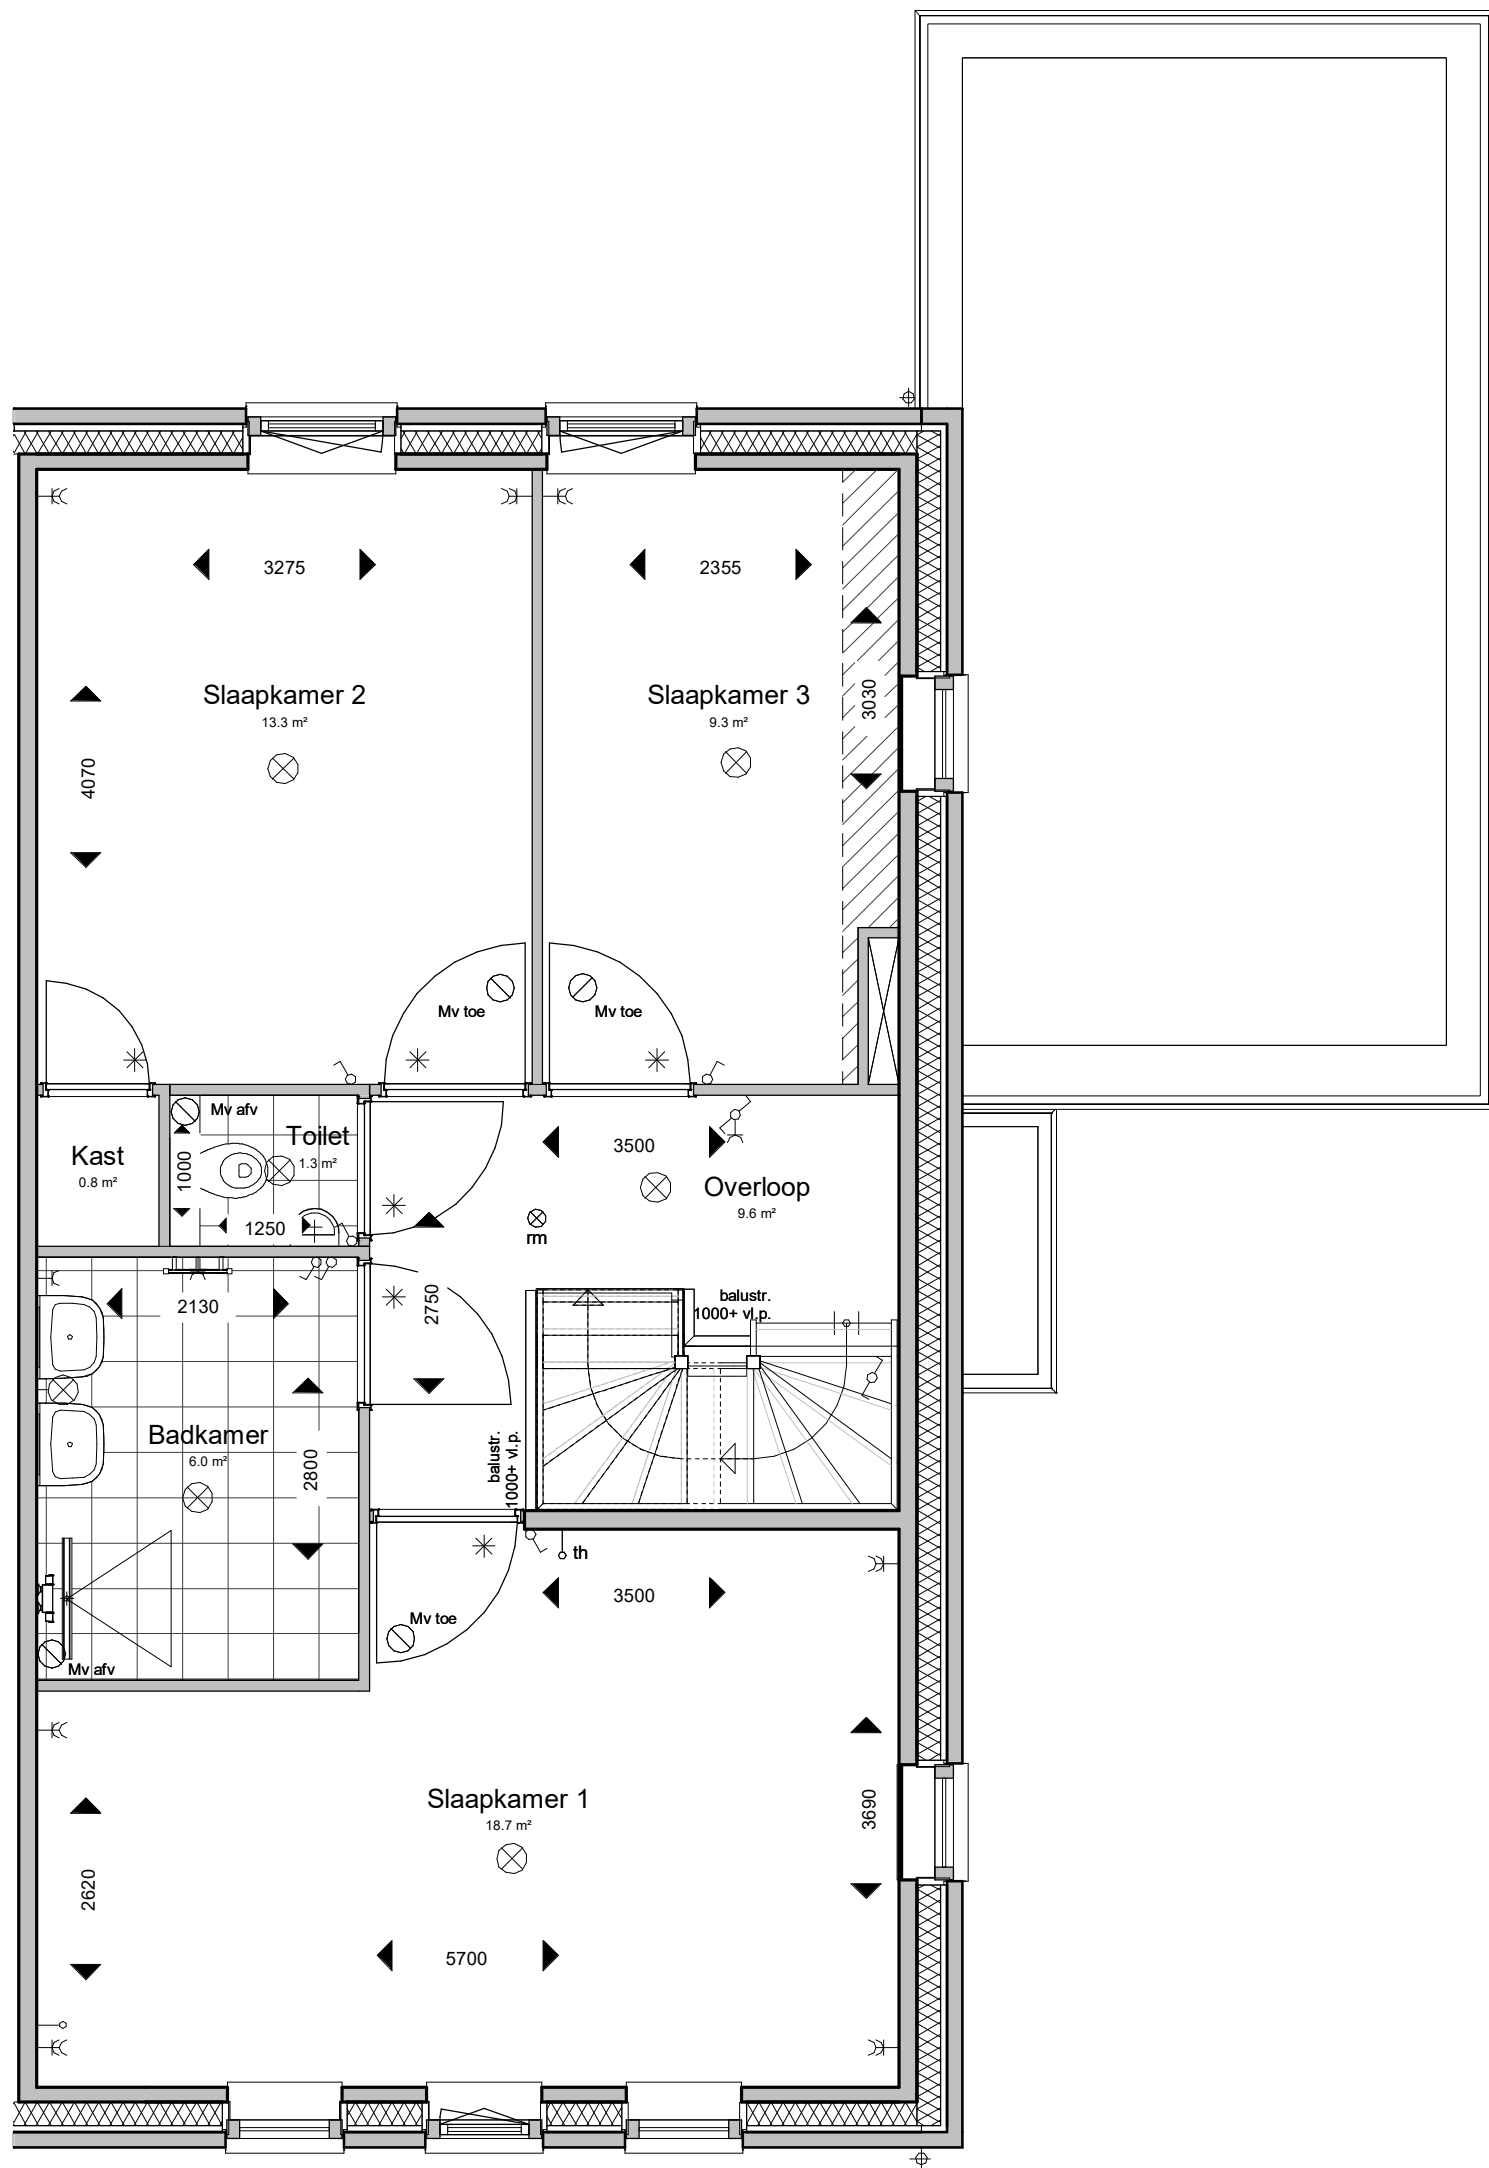 3275
2355
Slaapkamer 2
13.3 m²
Slaapkamer 3
9.3 m²
3030
4070
Mv toe
Mv toe
Mv afv
Toilet
1.3 m²
1000
1250
Kast
0.8 m²
3500
Overloop
9.6 m²
rm
2130
2750
balustr.
1000+ vl.p.
Badkamer
6.0 m²
2800
balustr.
1000+ vl.p.
th
3500
Mv toe
Mv afv
Slaapkamer 1
18.7 m²
3690
2620
5700